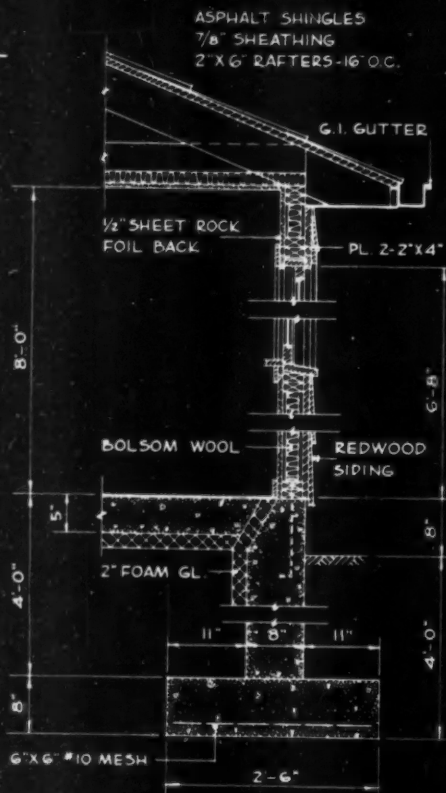 ASPHALT SHINGLES
7/8" SHEATHING
2"X6" RAFTERS-16"O.C.
G.I. GUTTER
1/2" SHEET ROCK
FOIL BACK
PL. 2-2"X4"
8'-0"
6'-8"
BOLSOM WOOL
REDWOOD
SIDING
5"
8"
2" FOAM GL.
4'-0"
11"
8"
11"
4'-0"
8"
6"X6" #10 MESH
2'-6"